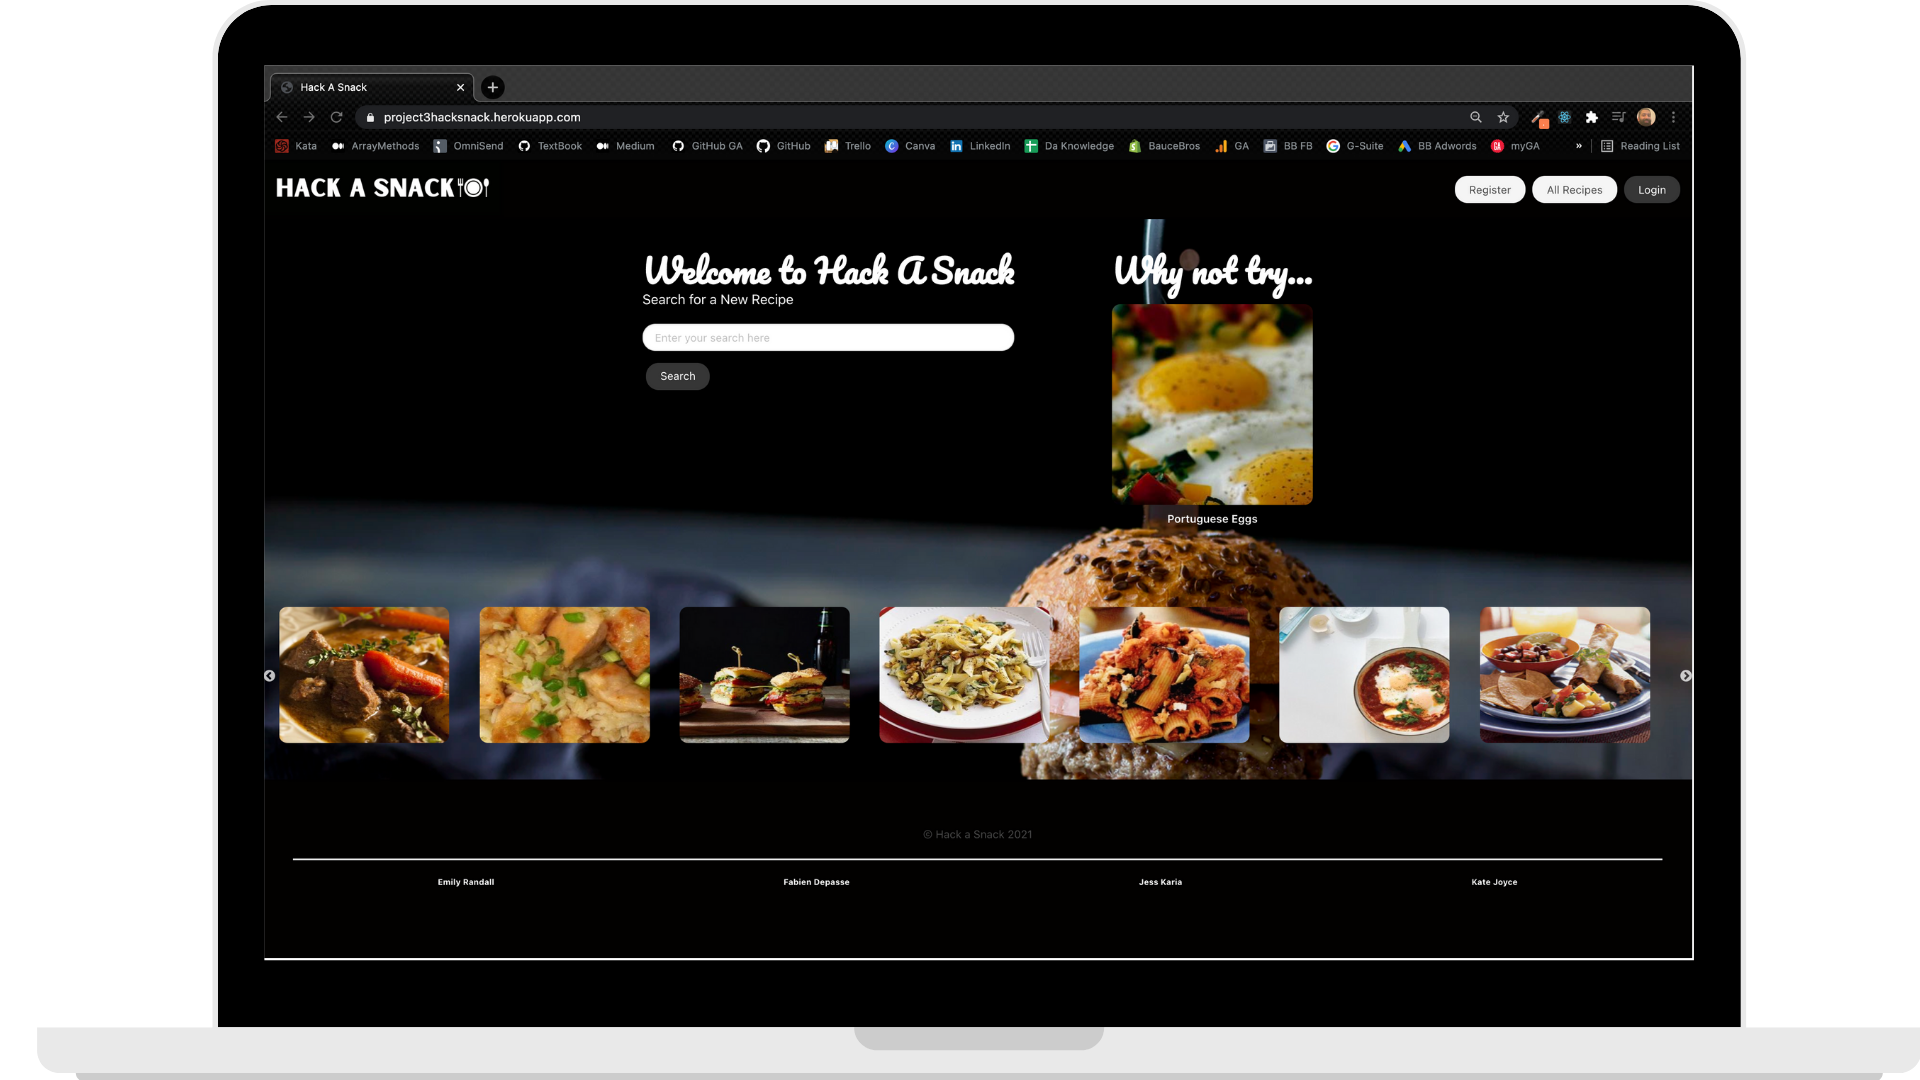 Hack A Snack
project3hacksnack.herokuapp.com
Kata ArrayMethods OmniSend TextBook Medium GitHub GA GitHub Trello Canva LinkedIn Da Knowledge BauceBros GA BB FB G-Suite BB Adwords myGA » Reading List
HACK A SNACK
Register All Recipes Login
Welcome to Hack A Snack
Search for a New Recipe
Enter your search here
Search
Why not try...
Portuguese Eggs
© Hack a Snack 2021
Emily Randall Fabien Depasse Jess Karia Kate Joyce